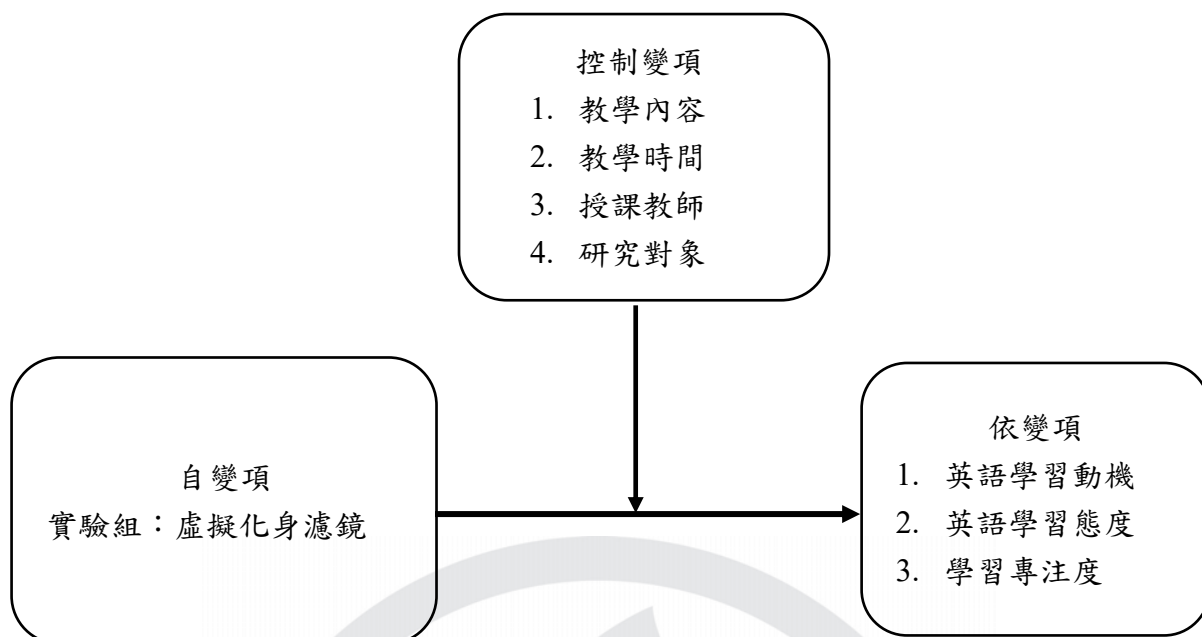 控制變項
1. 教學內容
2. 教學時間
3. 授課教師
4. 研究對象
自變項
實驗組：虛擬化身濾鏡
依變項
1. 英語學習動機
2. 英語學習態度
3. 學習專注度